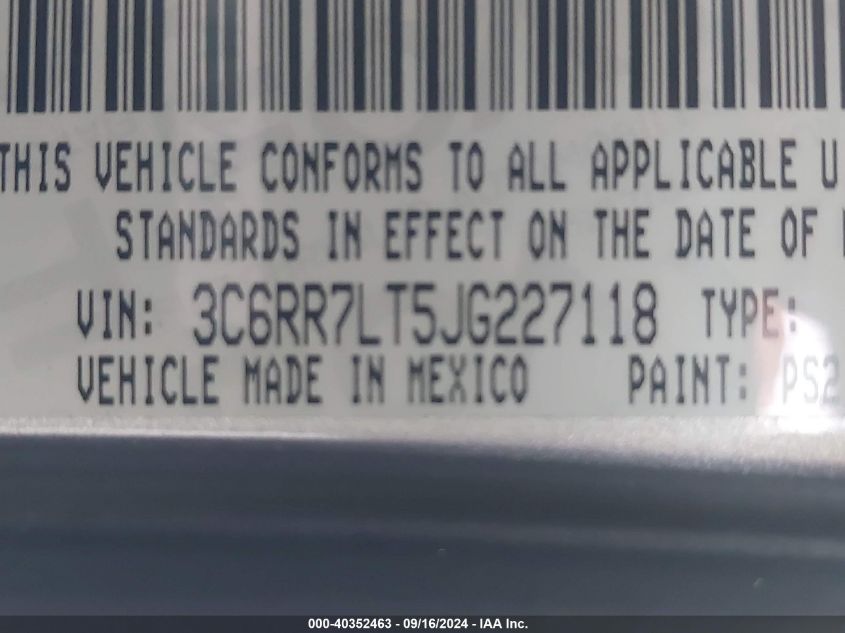 THIS VEHICLE CONFORMS TO ALL APPLICABLE U
STANDARDS IN EFFECT ON THE DATE OF
VIN: 3C6RR7LT5JG227118 TYPE:
VEHICLE MADE IN MEXICO PAINT: PS2
000-40352463 - 09/16/2024 - IAA Inc.